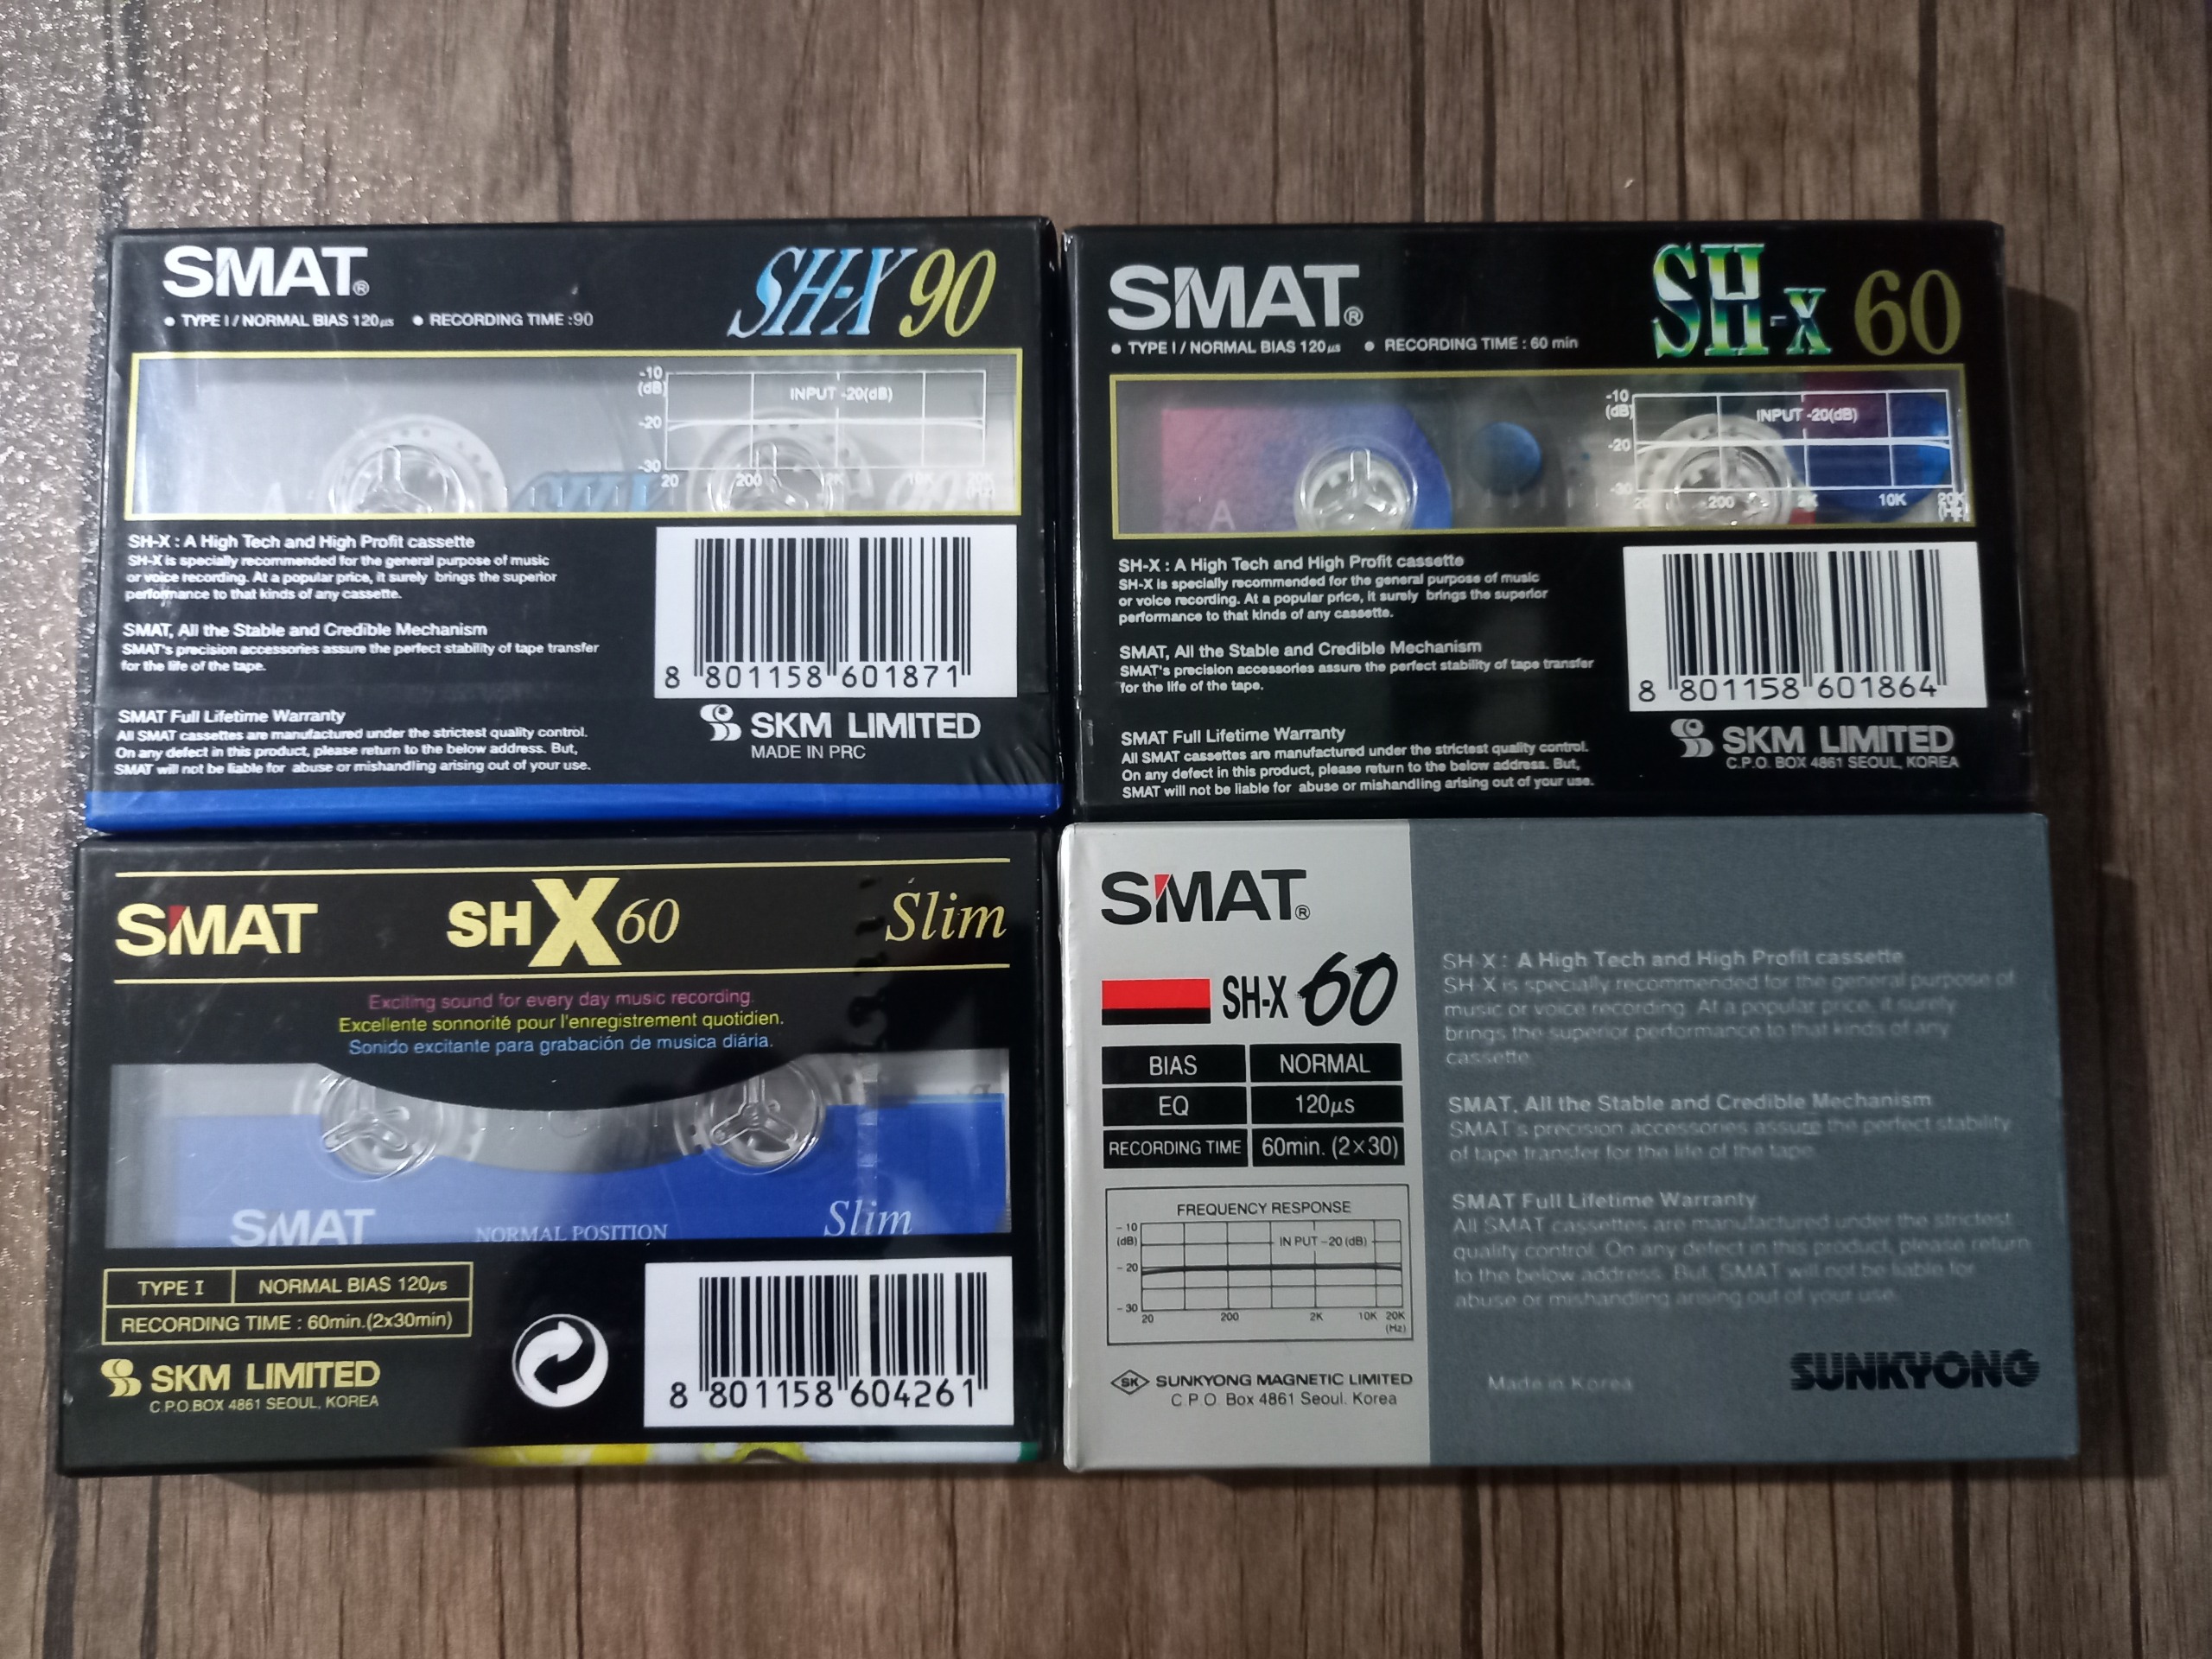 SMAT®
SH-X 90
● TYPE I / NORMAL BIAS 120µs ● RECORDING TIME :90
-10
(dB)
INPUT -20(dB)
-20
-30
20 200 2K 10K 20K
(Hz)
A
SH-X : A High Tech and High Profit cassette
SH-X is specially recommended for the general purpose of music
or voice recording. At a popular price, it surely brings the superior
performance to that kinds of any cassette.
SMAT, All the Stable and Credible Mechanism
SMAT's precision accessories assure the perfect stability of tape transfer
for the life of the tape.
SMAT Full Lifetime Warranty
All SMAT cassettes are manufactured under the strictest quality control.
On any defect in this product, please return to the below address. But,
SMAT will not be liable for abuse or mishandling arising out of your use.
8 801158 601871
SKM LIMITED
MADE IN PRC
SMAT®
SH-x 60
● TYPE I / NORMAL BIAS 120µs ● RECORDING TIME : 60 min
-10
(dB)
INPUT -20(dB)
-20
-30
20 200 2K 10K 20K
(Hz)
A
SH-X : A High Tech and High Profit cassette
SH-X is specially recommended for the general purpose of music
or voice recording. At a popular price, it surely brings the superior
performance to that kinds of any cassette.
SMAT, All the Stable and Credible Mechanism
SMAT's precision accessories assure the perfect stability of tape transfer
for the life of the tape.
SMAT Full Lifetime Warranty
All SMAT cassettes are manufactured under the strictest quality control.
On any defect in this product, please return to the below address. But,
SMAT will not be liable for abuse or mishandling arising out of your use.
8 801158 601864
SKM LIMITED
C.P.O. BOX 4861 SEOUL, KOREA
SMAT SHX60 Slim
Exciting sound for every day music recording.
Excellente sonnorité pour l'enregistrement quotidien.
Sonido excitante para grabación de musica diária.
SMAT NORMAL POSITION Slim
TYPE I NORMAL BIAS 120µs
RECORDING TIME : 60min.(2x30min)
SKM LIMITED
C.P.O.BOX 4861 SEOUL, KOREA
8 801158 604261
SMAT®
SH-X 60
BIAS NORMAL
EQ 120µs
RECORDING TIME 60min. (2×30)
FREQUENCY RESPONSE
-10
(dB)
IN PUT -20 (dB)
-20
-30
20 200 2K 10K 20K
(Hz)
SK SUNKYONG MAGNETIC LIMITED
C.P.O. Box 4861 Seoul. Korea
SH-X : A High Tech and High Profit cassette
SH-X is specially recommended for the general purpose of
music or voice recording. At a popular price, it surely
brings the superior performance to that kinds of any
cassette.
SMAT, All the Stable and Credible Mechanism
SMAT's precision accessories assure the perfect stability
of tape transfer for the life of the tape.
SMAT Full Lifetime Warranty
All SMAT cassettes are manufactured under the strictest
quality control. On any defect in this product, please return
to the below address. But, SMAT will not be liable for
abuse or mishandling arising out of your use.
Made in Korea
SUNKYONG